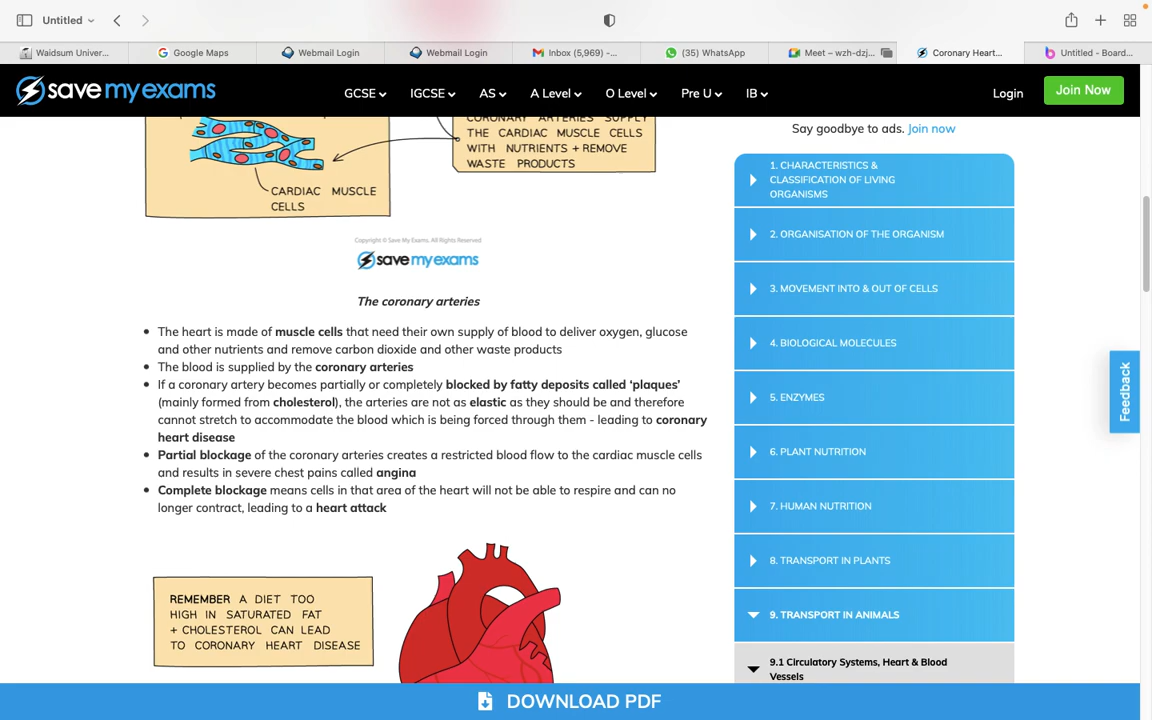 Untitled
Waidsum Univer...
Google Maps
Webmail Login
Webmail Login
Inbox (5,969) -...
(35) WhatsApp
Meet – wzh-dzj...
Coronary Heart...
Untitled - Board...
save my exams
GCSE
IGCSE
AS
A Level
O Level
Pre U
IB
Login
Join Now
CORONARY ARTERIES SUPPLY
THE CARDIAC MUSCLE CELLS
WITH NUTRIENTS + REMOVE
WASTE PRODUCTS
CARDIAC MUSCLE
CELLS
Copyright © Save My Exams. All Rights Reserved
save my exams
The coronary arteries
• The heart is made of muscle cells that need their own supply of blood to deliver oxygen, glucose
and other nutrients and remove carbon dioxide and other waste products
• The blood is supplied by the coronary arteries
• If a coronary artery becomes partially or completely blocked by fatty deposits called ‘plaques’
(mainly formed from cholesterol), the arteries are not as elastic as they should be and therefore
cannot stretch to accommodate the blood which is being forced through them - leading to coronary
heart disease
• Partial blockage of the coronary arteries creates a restricted blood flow to the cardiac muscle cells
and results in severe chest pains called angina
• Complete blockage means cells in that area of the heart will not be able to respire and can no
longer contract, leading to a heart attack
REMEMBER A DIET TOO
HIGH IN SATURATED FAT
+ CHOLESTEROL CAN LEAD
TO CORONARY HEART DISEASE
Say goodbye to ads. Join now
1. CHARACTERISTICS &
CLASSIFICATION OF LIVING
ORGANISMS
2. ORGANISATION OF THE ORGANISM
3. MOVEMENT INTO & OUT OF CELLS
4. BIOLOGICAL MOLECULES
5. ENZYMES
6. PLANT NUTRITION
7. HUMAN NUTRITION
8. TRANSPORT IN PLANTS
9. TRANSPORT IN ANIMALS
9.1 Circulatory Systems, Heart & Blood
Vessels
Feedback
DOWNLOAD PDF